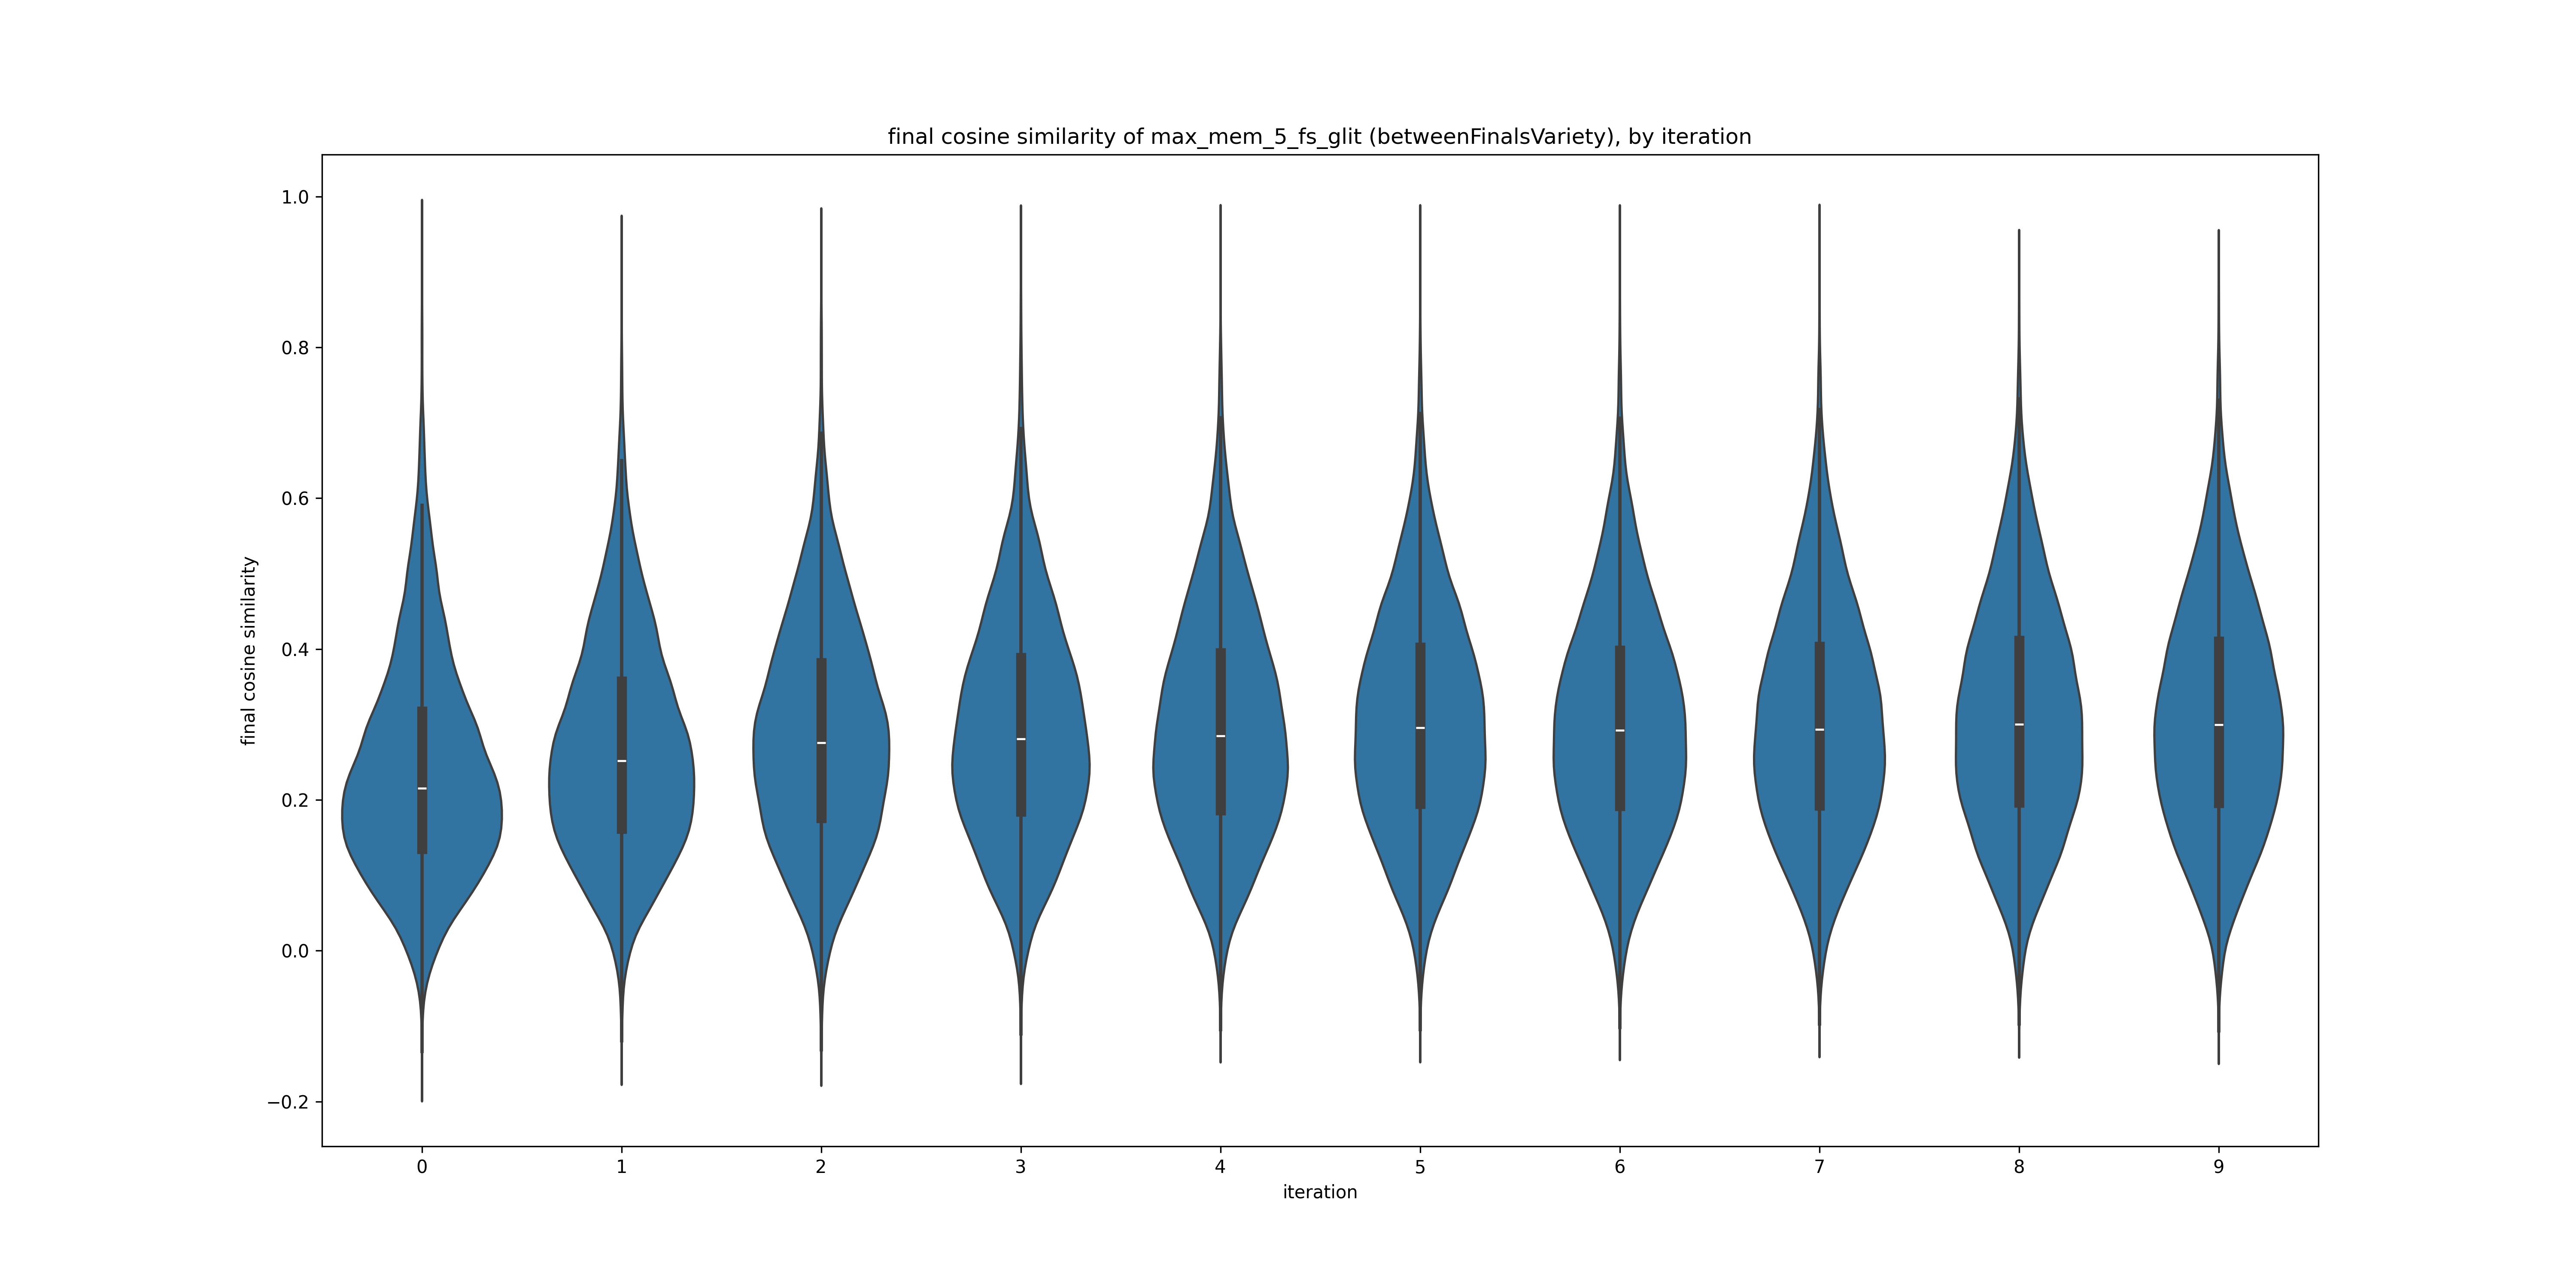 final cosine similarity of max_mem_5_fs_glit (betweenFinalsVariety), by iteration
final cosine similarity
1.0
0.8
0.6
0.4
0.2
0.0
−0.2
0 1 2 3 4 5 6 7 8 9
iteration